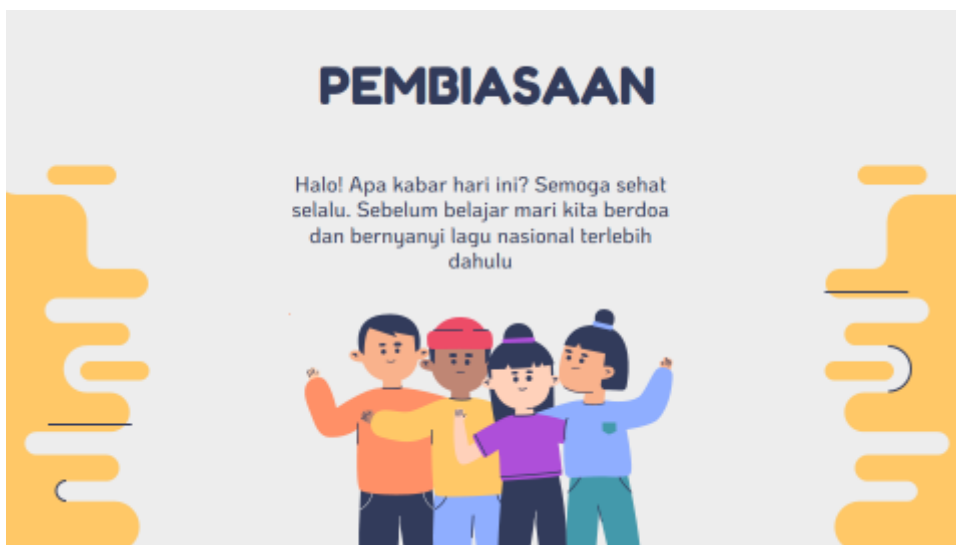 PEMBIASAAN
Halo! Apa kabar hari ini? Semoga sehat
selalu. Sebelum belajar mari kita berdoa
dan bernyanyi lagu nasional terlebih
dahulu